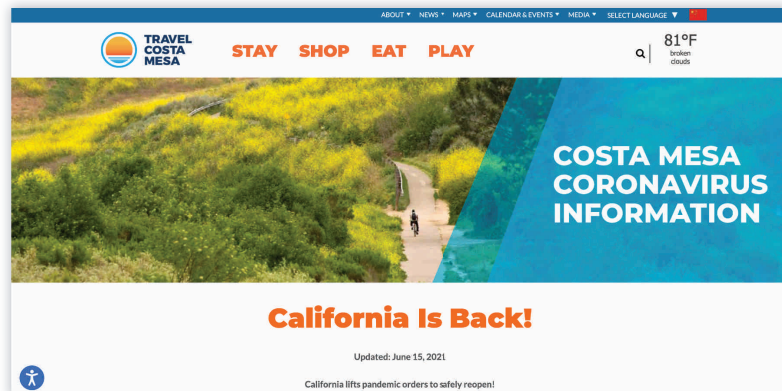 ABOUT NEWS MAPS CALENDAR & EVENTS MEDIA SELECT LANGUAGE
TRAVEL
COSTA
MESA
STAY SHOP EAT PLAY
81°F
broken
clouds
COSTA MESA
CORONAVIRUS
INFORMATION
California Is Back!
Updated: June 15, 2021
California lifts pandemic orders to safely reopen!